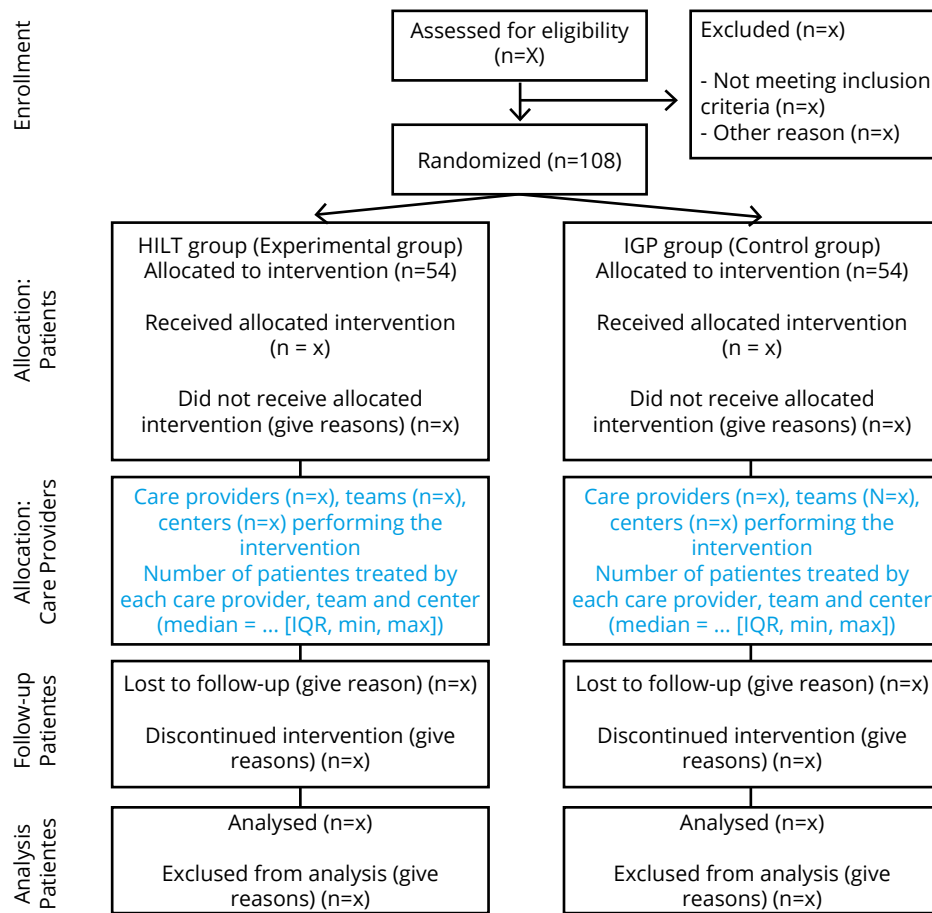 Enrollment
Assessed for eligibility
(n=X)
Excluded (n=x)
- Not meeting inclusion
criteria (n=x)
- Other reason (n=x)
Randomized (n=108)
Allocation:
Patients
HILT group (Experimental group)
Allocated to intervention (n=54)
Received allocated intervention
(n = x)
Did not receive allocated
intervention (give reasons) (n=x)
IGP group (Control group)
Allocated to intervention (n=54)
Received allocated intervention
(n = x)
Did not receive allocated
intervention (give reasons) (n=x)
Allocation:
Care Providers
Care providers (n=x), teams (n=x),
centers (n=x) performing the
intervention
Number of patientes treated by
each care provider, team and center
(median = ... [IQR, min, max])
Care providers (n=x), teams (N=x),
centers (n=x) performing the
intervention
Number of patientes treated by
each care provider, team and center
(median = ... [IQR, min, max])
Follow-up
Patientes
Lost to follow-up (give reason) (n=x)
Discontinued intervention (give
reasons) (n=x)
Lost to follow-up (give reason) (n=x)
Discontinued intervention (give
reasons) (n=x)
Analysis
Patientes
Analysed (n=x)
Exclused from analysis (give
reasons) (n=x)
Analysed (n=x)
Exclused from analysis (give
reasons) (n=x)